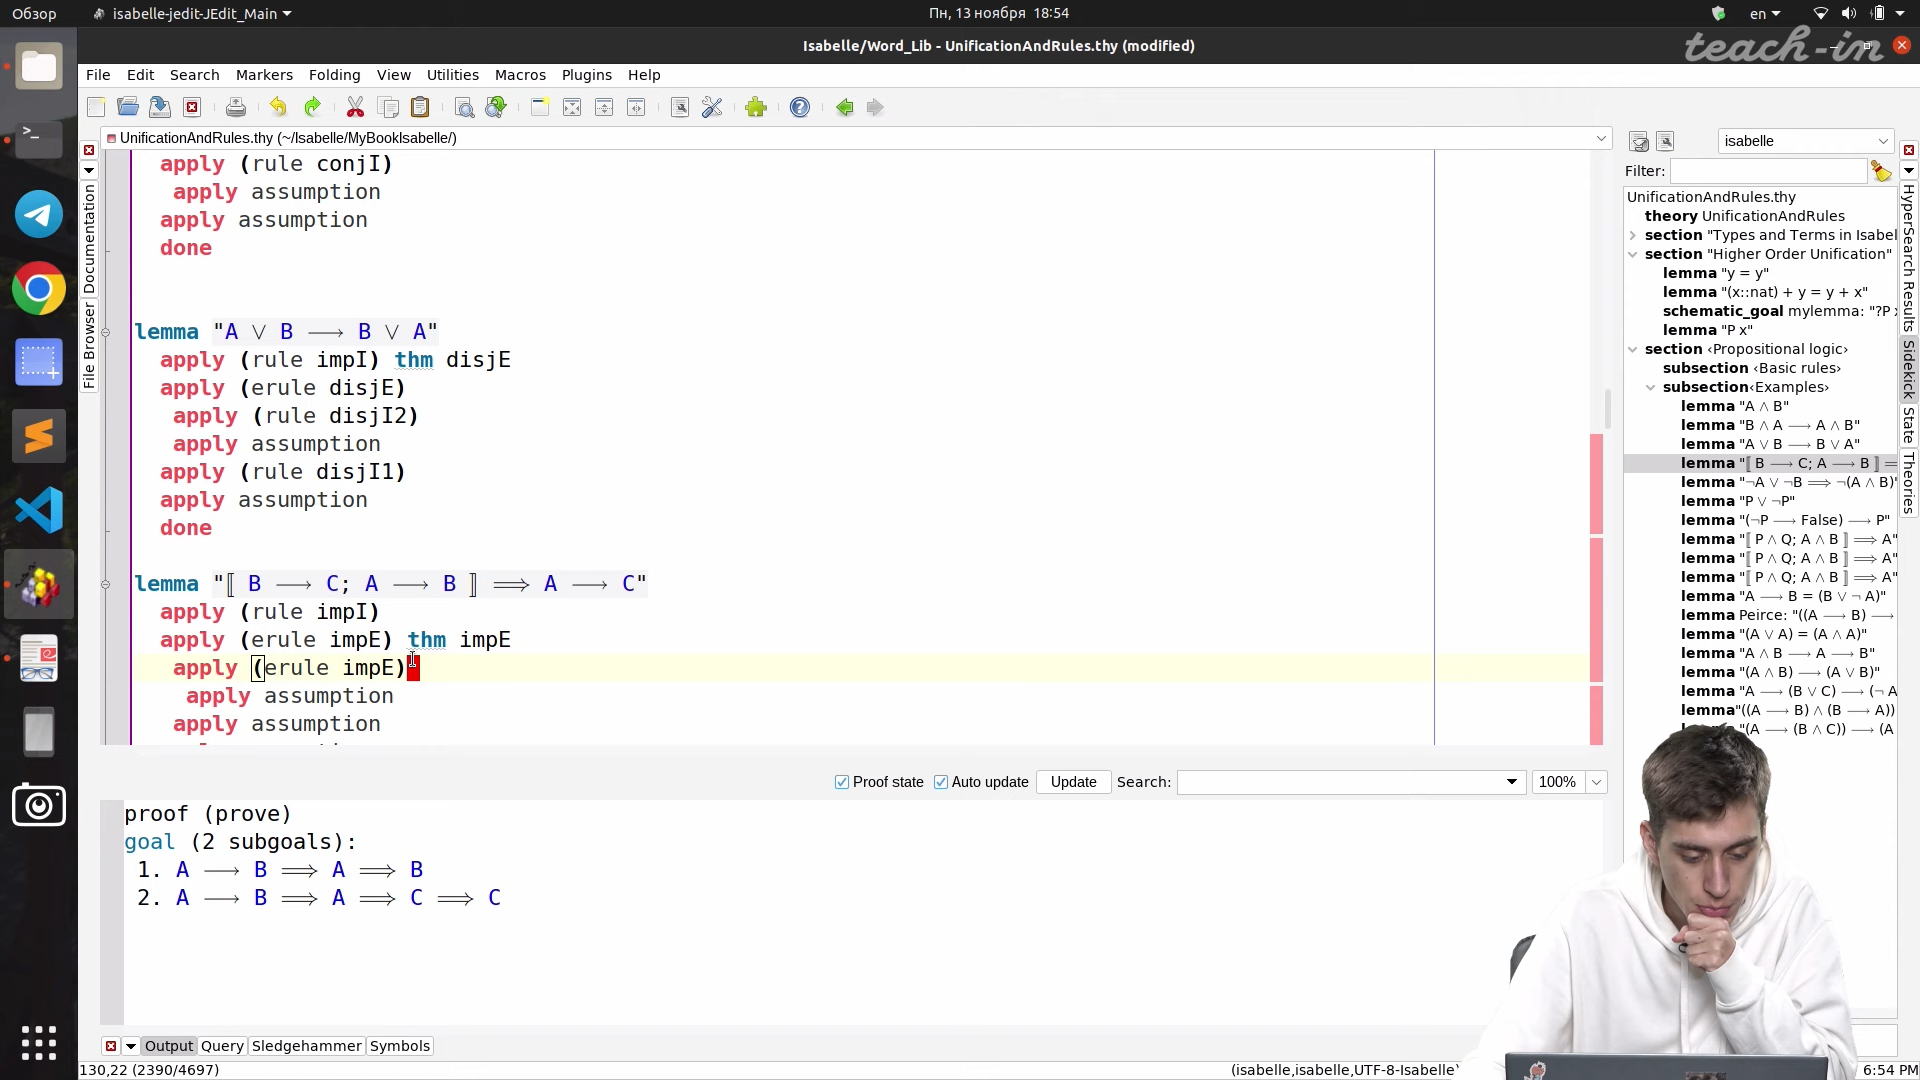 Обзор
isabelle-jedit-JEdit_Main
Пн, 13 ноября 18:54
en
teach-in
Isabelle/Word_Lib - UnificationAndRules.thy (modified)
File Edit Search Markers Folding View Utilities Macros Plugins Help
UnificationAndRules.thy (~/Isabelle/MyBookIsabelle/)
Documentation
File Browser
apply (rule conjI)
apply assumption
apply assumption
done
lemma "A ∨ B ⟶ B ∨ A"
apply (rule impI) thm disjE
apply (erule disjE)
apply (rule disjI2)
apply assumption
apply (rule disjI1)
apply assumption
done
lemma "⟦ B ⟶ C; A ⟶ B ⟧ ⟹ A ⟶ C"
apply (rule impI)
apply (erule impE) thm impE
apply (erule impE)
apply assumption
apply assumption
Proof state Auto update Update Search: 100%
proof (prove)
goal (2 subgoals):
1. A ⟶ B ⟹ A ⟹ B
2. A ⟶ B ⟹ A ⟹ C ⟹ C
Output Query Sledgehammer Symbols
130,22 (2390/4697)
(isabelle,isabelle,UTF-8-Isabelle)
6:54 PM
isabelle
Filter:
UnificationAndRules.thy
theory UnificationAndRules
section "Types and Terms in Isabel
section "Higher Order Unification"
lemma "y = y"
lemma "(x::nat) + y = y + x"
schematic_goal mylemma: "?P x
lemma "P x"
section ‹Propositional logic›
subsection ‹Basic rules›
subsection‹Examples›
lemma "A ∧ B"
lemma "B ∧ A ⟶ A ∧ B"
lemma "A ∨ B ⟶ B ∨ A"
lemma "⟦ B ⟶ C; A ⟶ B ⟧ ⟹
lemma "¬A ∨ ¬B ⟹ ¬(A ∧ B)"
lemma "P ∨ ¬P"
lemma "(¬P ⟶ False) ⟶ P"
lemma "⟦ P ∧ Q; A ∧ B ⟧ ⟹ A"
lemma "⟦ P ∧ Q; A ∧ B ⟧ ⟹ A"
lemma "⟦ P ∧ Q; A ∧ B ⟧ ⟹ A"
lemma "A ⟶ B = (B ∨ ¬ A)"
lemma Peirce: "((A ⟶ B) ⟶
lemma "(A ∨ A) = (A ∧ A)"
lemma "A ∧ B ⟶ A ⟶ B"
lemma "(A ∧ B) ⟶ (A ∨ B)"
lemma "A ⟶ (B ∨ C) ⟶ (¬ A
lemma"((A ⟶ B) ∧ (B ⟶ A))
"(A ⟶ (B ∧ C)) ⟶ (A
HyperSearch Results
Sidekick
State
Theories